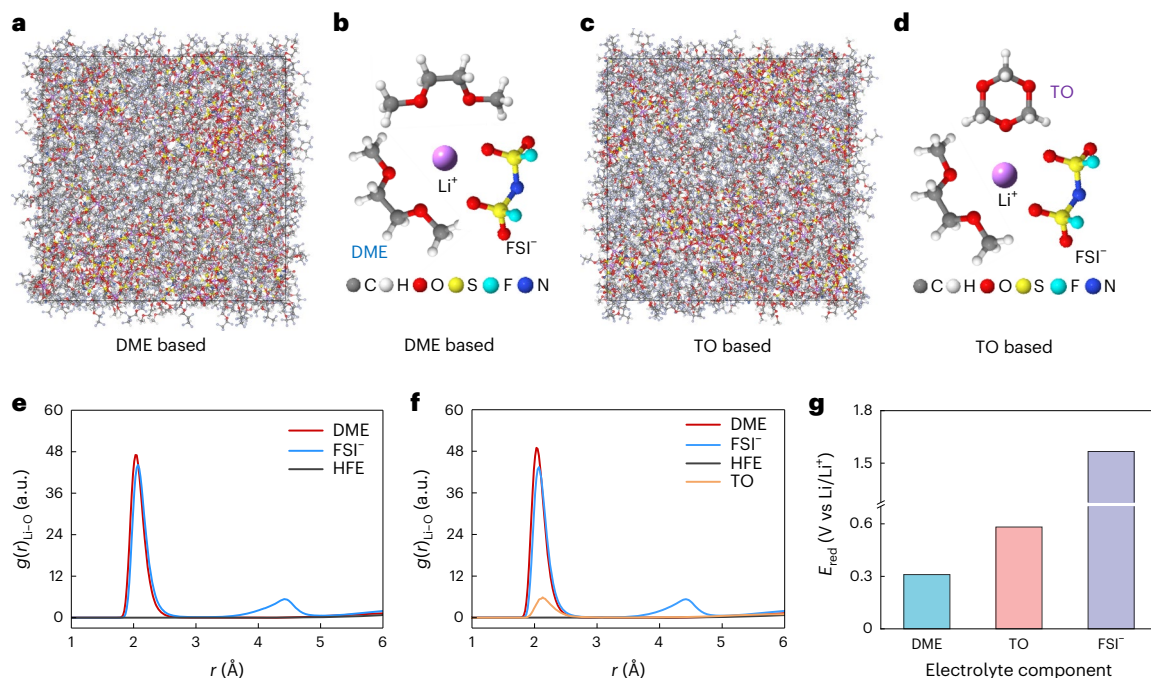 a
DME based
b
Li⁺
DME
FSI⁻
C H O S F N
DME based
c
TO based
d
TO
Li⁺
FSI⁻
C H O S F N
TO based
e
60
48
36
24
12
0
g(r)Li–O (a.u.)
DME
FSI⁻
HFE
1 2 3 4 5 6
r (Å)
f
60
48
36
24
12
0
g(r)Li–O (a.u.)
DME
FSI⁻
HFE
TO
1 2 3 4 5 6
r (Å)
g
1.8
1.5
0.6
0.3
0
Ered (V vs Li/Li⁺)
DME TO FSI⁻
Electrolyte component